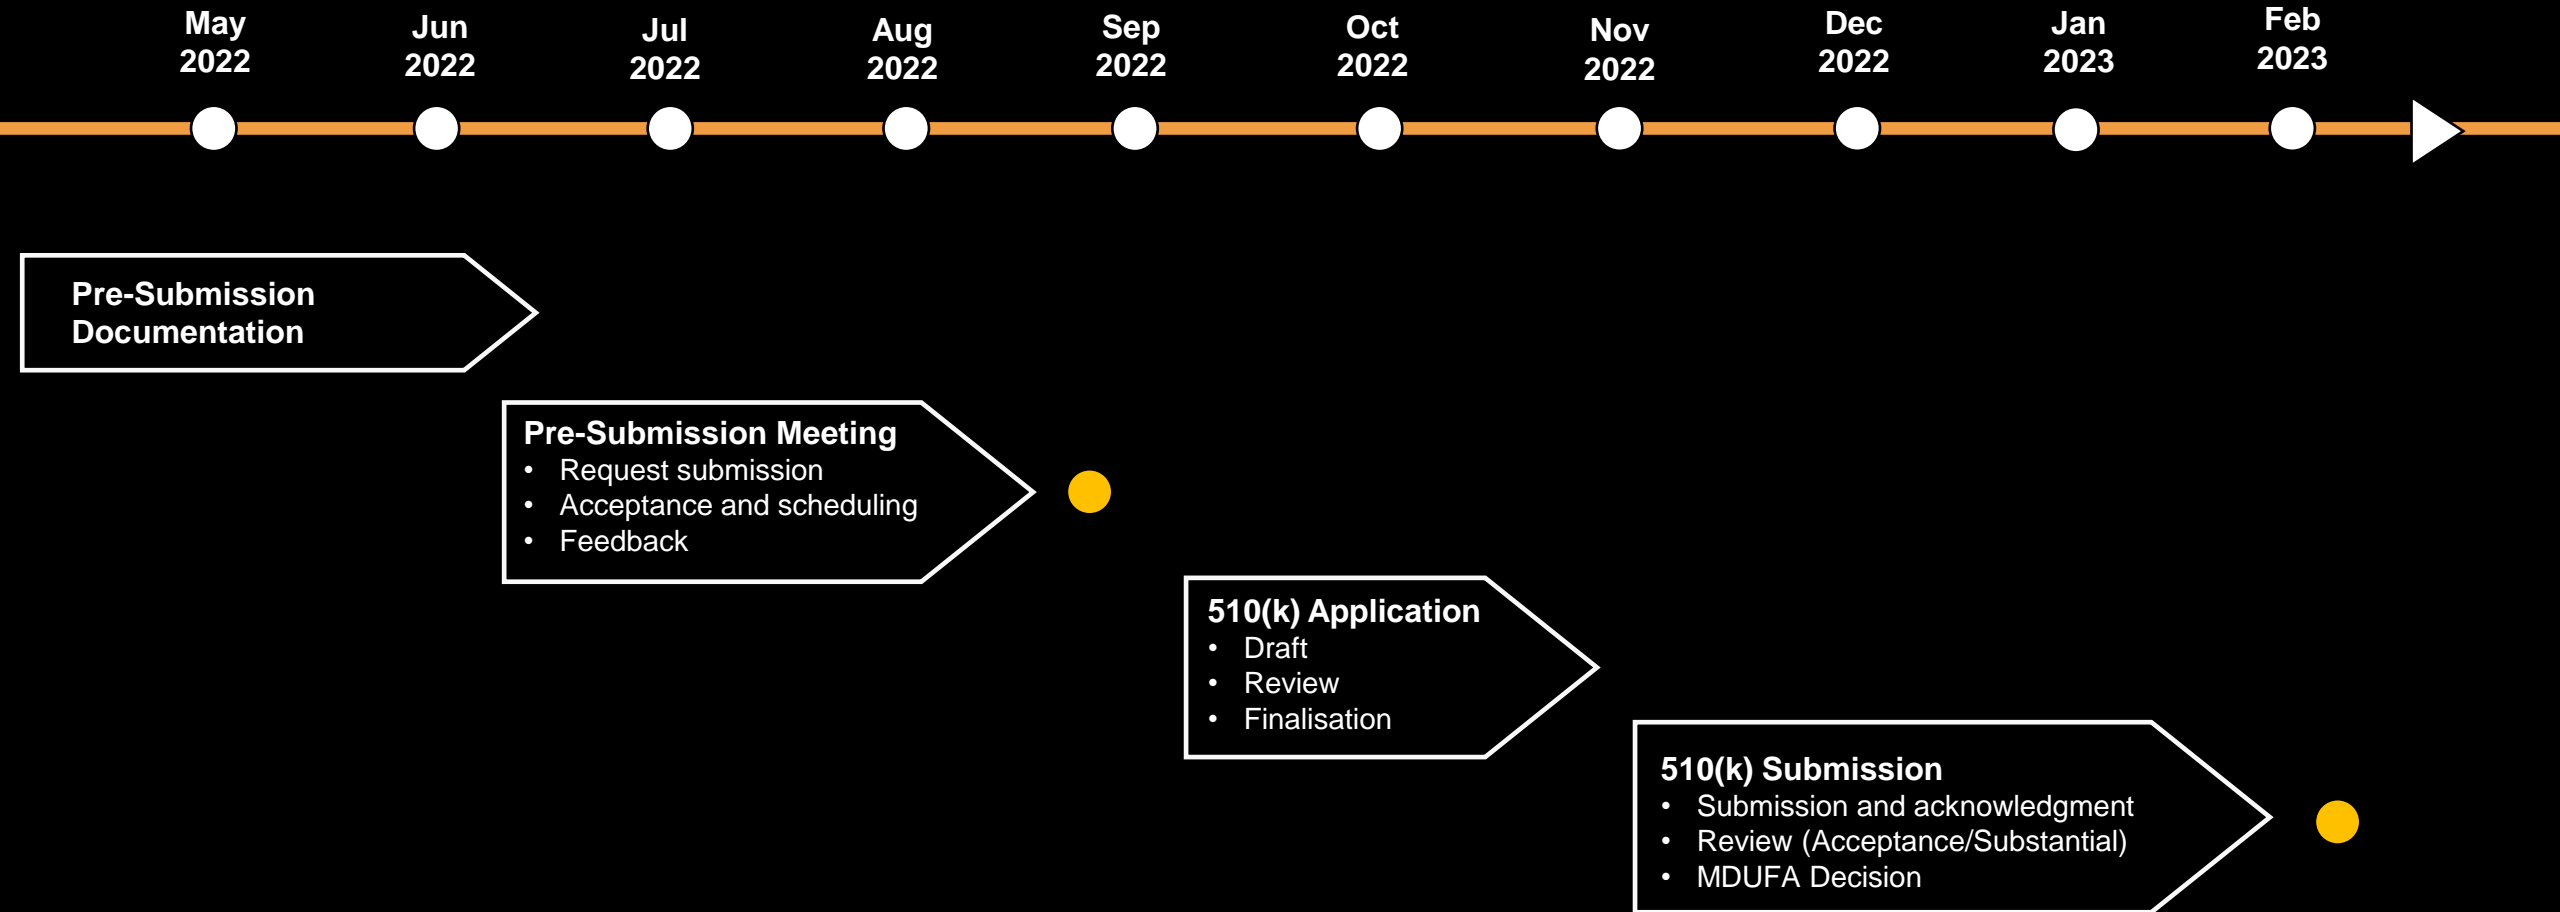 May
2022
Jun
2022
Jul
2022
Aug
2022
Sep
2022
Oct
2022
Nov
2022
Dec
2022
Jan
2023
Feb
2023
Pre-Submission
Documentation
Pre-Submission Meeting
• Request submission
• Acceptance and scheduling
• Feedback
510(k) Application
• Draft
• Review
• Finalisation
510(k) Submission
• Submission and acknowledgment
• Review (Acceptance/Substantial)
• MDUFA Decision